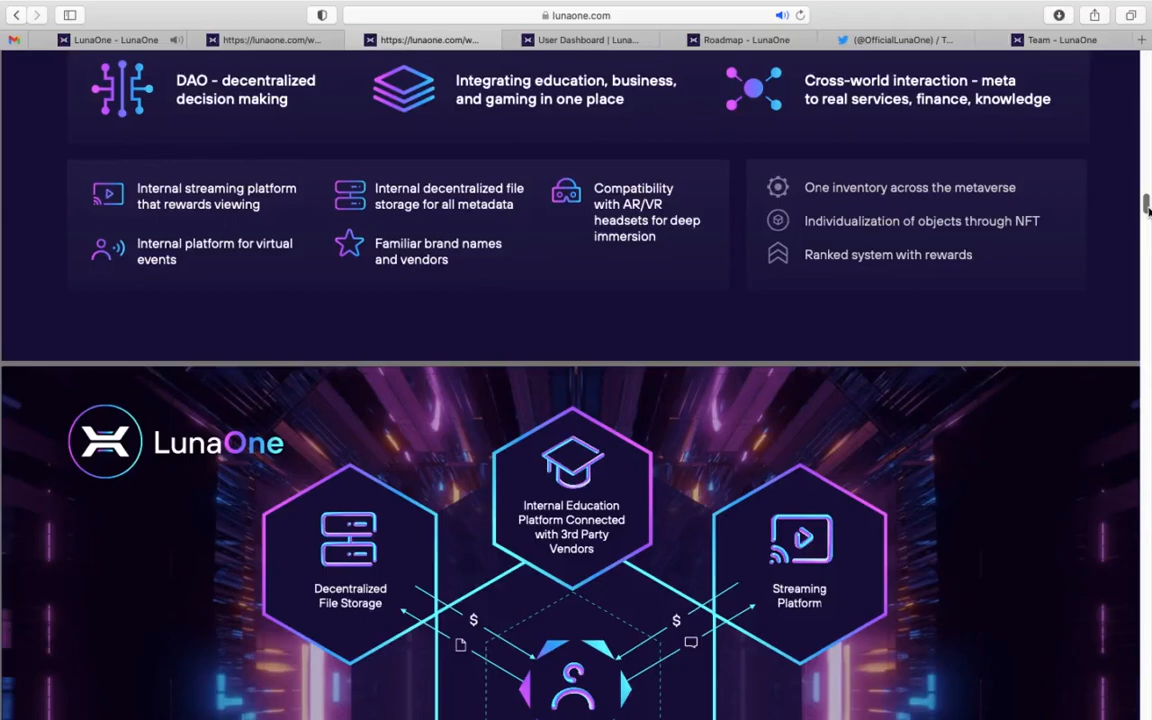 lunaone.com
LunaOne - LunaOne
https://lunaone.com/w...
https://lunaone.com/w...
User Dashboard | Luna...
Roadmap - LunaOne
(@OfficialLunaOne) / T...
Team - LunaOne
DAO - decentralized
decision making
Integrating education, business,
and gaming in one place
Cross-world interaction - meta
to real services, finance, knowledge
Internal streaming platform
that rewards viewing
Internal decentralized file
storage for all metadata
Compatibility
with AR/VR
headsets for deep
immersion
Internal platform for virtual
events
Familiar brand names
and vendors
One inventory across the metaverse
Individualization of objects through NFT
Ranked system with rewards
LunaOne
Internal Education
Platform Connected
with 3rd Party
Vendors
Decentralized
File Storage
Streaming
Platform
$
$